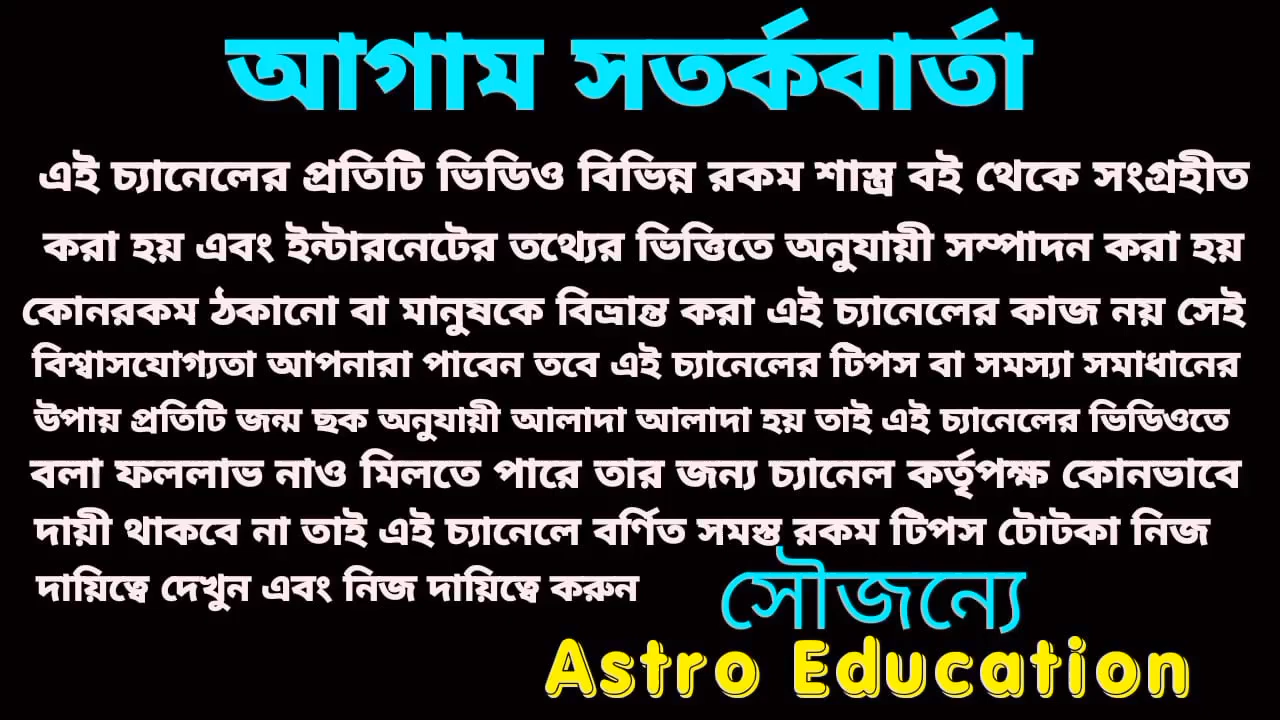 আগাম সতর্কবার্তা
এই চ্যানেলের প্রতিটি ভিডিও বিভিন্ন রকম শাস্ত্র বই থেকে সংগ্রহীত
করা হয় এবং ইন্টারনেটের তথ্যের ভিত্তিতে অনুযায়ী সম্পাদন করা হয়
কোনরকম ঠকানো বা মানুষকে বিভ্রান্ত করা এই চ্যানেলের কাজ নয় সেই
বিশ্বাসযোগ্যতা আপনারা পাবেন তবে এই চ্যানেলের টিপস বা সমস্যা সমাধানের
উপায় প্রতিটি জন্ম ছক অনুযায়ী আলাদা আলাদা হয় তাই এই চ্যানেলের ভিডিওতে
বলা ফললাভ নাও মিলতে পারে তার জন্য চ্যানেল কর্তৃপক্ষ কোনভাবে
দায়ী থাকবে না তাই এই চ্যানেলে বর্ণিত সমস্ত রকম টিপস টোটকা নিজ
দায়িত্বে দেখুন এবং নিজ দায়িত্বে করুন
সৌজন্যে
Astro Education